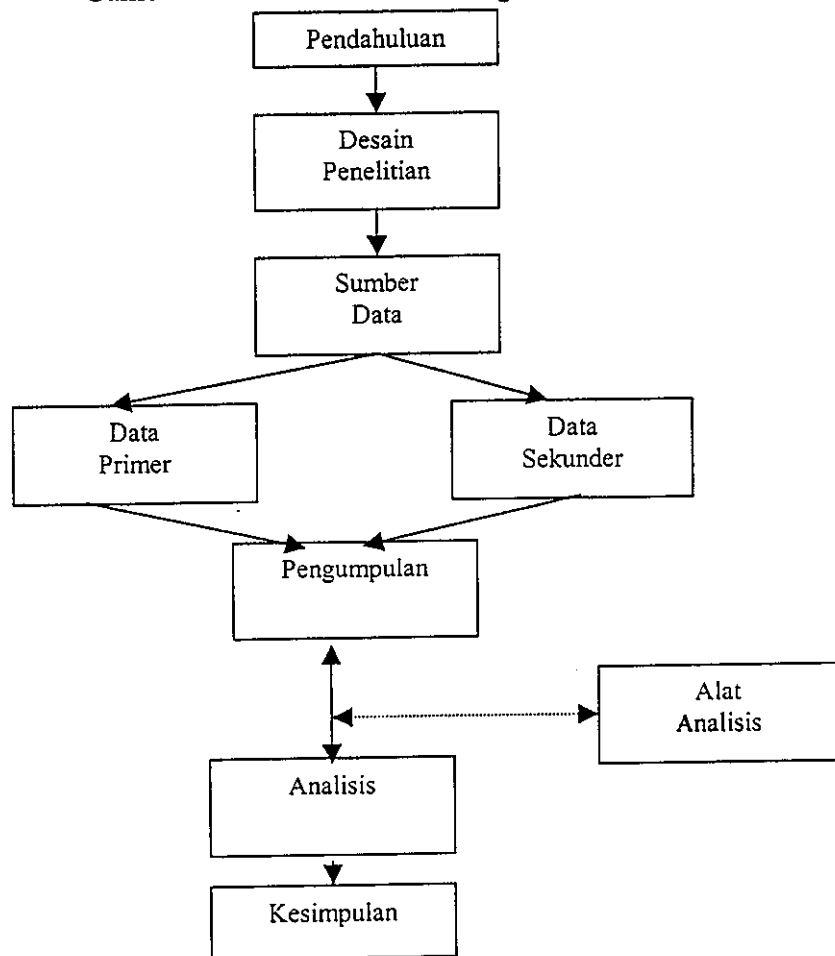 Pendahuluan
Desain
Penelitian
Sumber
Data
Data
Primer
Data
Sekunder
Pengumpulan
Alat
Analisis
Analisis
Kesimpulan